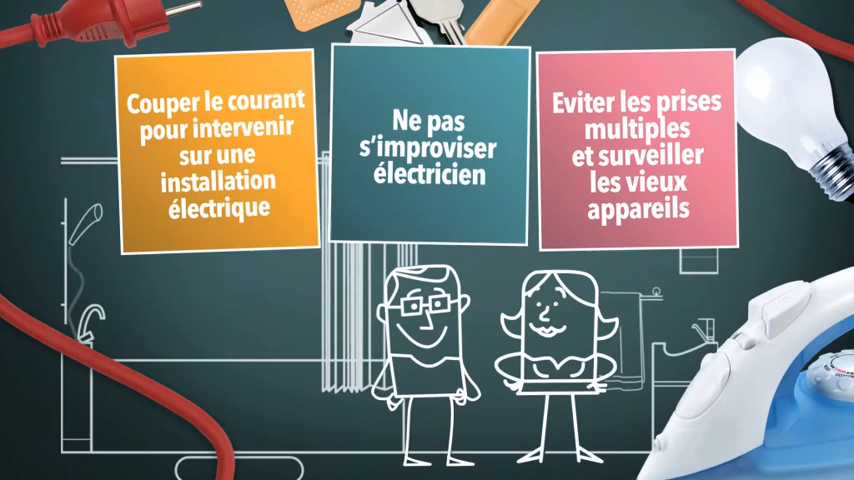 Couper le courant
pour intervenir
sur une
installation
électrique
Ne pas
s'improviser
électricien
Eviter les prises
multiples
et surveiller
les vieux
appareils